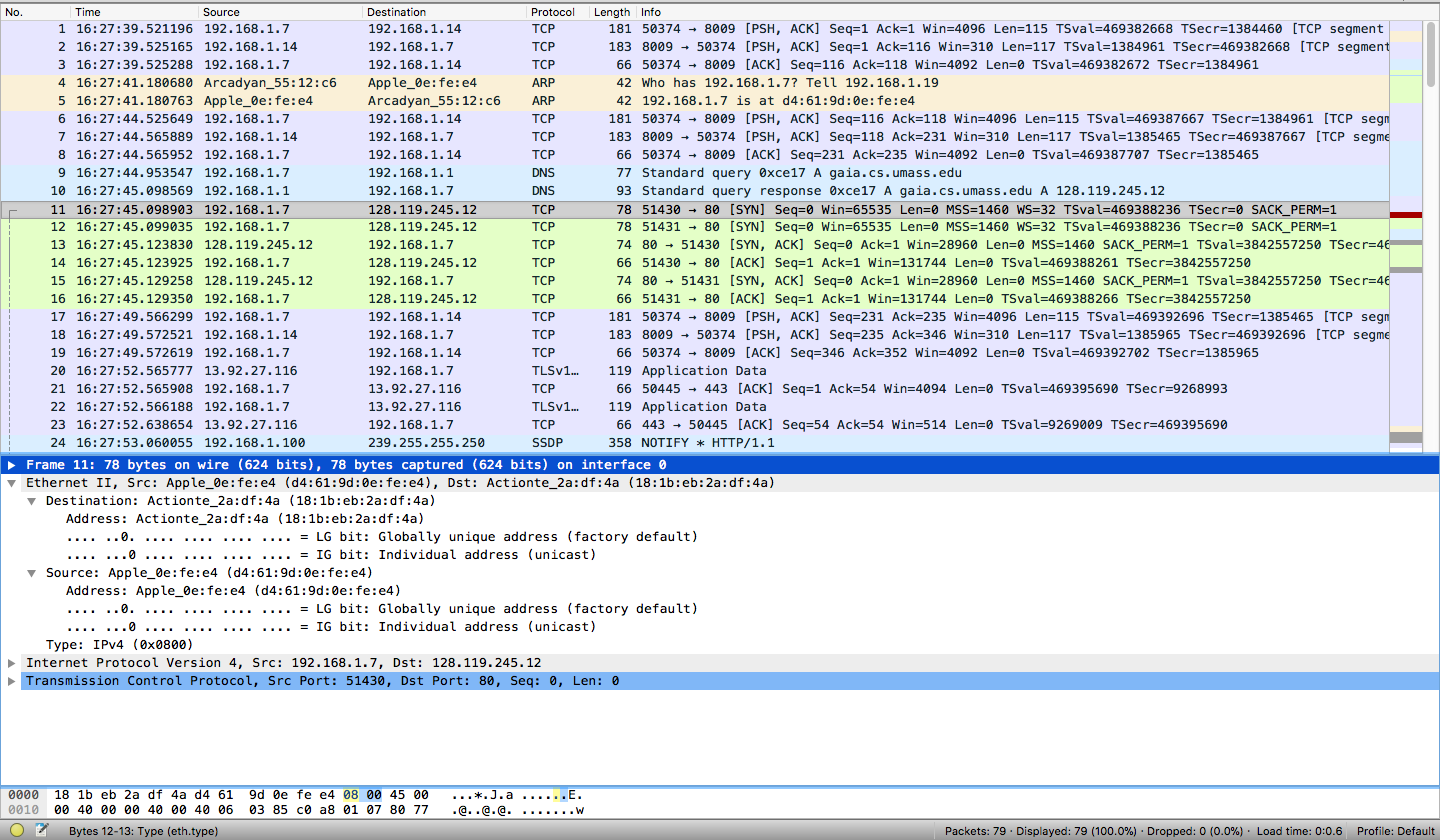 No. Time Source Destination Protocol Length Info
1 16:27:39.521196 192.168.1.7 192.168.1.14 TCP 181 50374 → 8009 [PSH, ACK] Seq=1 Ack=1 Win=4096 Len=115 TSval=469382668 TSecr=1384460 [TCP segment
2 16:27:39.525165 192.168.1.14 192.168.1.7 TCP 183 8009 → 50374 [PSH, ACK] Seq=1 Ack=116 Win=310 Len=117 TSval=1384961 TSecr=469382668 [TCP segment
3 16:27:39.525288 192.168.1.7 192.168.1.14 TCP 66 50374 → 8009 [ACK] Seq=116 Ack=118 Win=4092 Len=0 TSval=469382672 TSecr=1384961
4 16:27:41.180680 Arcadyan_55:12:c6 Apple_0e:fe:e4 ARP 42 Who has 192.168.1.7? Tell 192.168.1.19
5 16:27:41.180763 Apple_0e:fe:e4 Arcadyan_55:12:c6 ARP 42 192.168.1.7 is at d4:61:9d:0e:fe:e4
6 16:27:44.525649 192.168.1.7 192.168.1.14 TCP 181 50374 → 8009 [PSH, ACK] Seq=116 Ack=118 Win=4096 Len=115 TSval=469387667 TSecr=1384961 [TCP segm
7 16:27:44.565889 192.168.1.14 192.168.1.7 TCP 183 8009 → 50374 [PSH, ACK] Seq=118 Ack=231 Win=310 Len=117 TSval=1385465 TSecr=469387667 [TCP segme
8 16:27:44.565952 192.168.1.7 192.168.1.14 TCP 66 50374 → 8009 [ACK] Seq=231 Ack=235 Win=4092 Len=0 TSval=469387707 TSecr=1385465
9 16:27:44.953547 192.168.1.7 192.168.1.1 DNS 77 Standard query 0xce17 A gaia.cs.umass.edu
10 16:27:45.098569 192.168.1.1 192.168.1.7 DNS 93 Standard query response 0xce17 A gaia.cs.umass.edu A 128.119.245.12
11 16:27:45.098903 192.168.1.7 128.119.245.12 TCP 78 51430 → 80 [SYN] Seq=0 Win=65535 Len=0 MSS=1460 WS=32 TSval=469388236 TSecr=0 SACK_PERM=1
12 16:27:45.099035 192.168.1.7 128.119.245.12 TCP 78 51431 → 80 [SYN] Seq=0 Win=65535 Len=0 MSS=1460 WS=32 TSval=469388236 TSecr=0 SACK_PERM=1
13 16:27:45.123830 128.119.245.12 192.168.1.7 TCP 74 80 → 51430 [SYN, ACK] Seq=0 Ack=1 Win=28960 Len=0 MSS=1460 SACK_PERM=1 TSval=3842557250 TSecr=46
14 16:27:45.123925 192.168.1.7 128.119.245.12 TCP 66 51430 → 80 [ACK] Seq=1 Ack=1 Win=131744 Len=0 TSval=469388261 TSecr=3842557250
15 16:27:45.129258 128.119.245.12 192.168.1.7 TCP 74 80 → 51431 [SYN, ACK] Seq=0 Ack=1 Win=28960 Len=0 MSS=1460 SACK_PERM=1 TSval=3842557250 TSecr=46
16 16:27:45.129350 192.168.1.7 128.119.245.12 TCP 66 51431 → 80 [ACK] Seq=1 Ack=1 Win=131744 Len=0 TSval=469388266 TSecr=3842557250
17 16:27:49.566299 192.168.1.7 192.168.1.14 TCP 181 50374 → 8009 [PSH, ACK] Seq=231 Ack=235 Win=4096 Len=115 TSval=469392696 TSecr=1385465 [TCP segm
18 16:27:49.572521 192.168.1.14 192.168.1.7 TCP 183 8009 → 50374 [PSH, ACK] Seq=235 Ack=346 Win=310 Len=117 TSval=1385965 TSecr=469392696 [TCP segme
19 16:27:49.572619 192.168.1.7 192.168.1.14 TCP 66 50374 → 8009 [ACK] Seq=346 Ack=352 Win=4092 Len=0 TSval=469392702 TSecr=1385965
20 16:27:52.565777 13.92.27.116 192.168.1.7 TLSv1… 119 Application Data
21 16:27:52.565908 192.168.1.7 13.92.27.116 TCP 66 50445 → 443 [ACK] Seq=1 Ack=54 Win=4094 Len=0 TSval=469395690 TSecr=9268993
22 16:27:52.566188 192.168.1.7 13.92.27.116 TLSv1… 119 Application Data
23 16:27:52.638654 13.92.27.116 192.168.1.7 TCP 66 443 → 50445 [ACK] Seq=54 Ack=54 Win=514 Len=0 TSval=9269009 TSecr=469395690
24 16:27:53.060055 192.168.1.100 239.255.255.250 SSDP 358 NOTIFY * HTTP/1.1
Frame 11: 78 bytes on wire (624 bits), 78 bytes captured (624 bits) on interface 0
Ethernet II, Src: Apple_0e:fe:e4 (d4:61:9d:0e:fe:e4), Dst: Actionte_2a:df:4a (18:1b:eb:2a:df:4a)
Destination: Actionte_2a:df:4a (18:1b:eb:2a:df:4a)
Address: Actionte_2a:df:4a (18:1b:eb:2a:df:4a)
.... ..0. .... .... .... .... = LG bit: Globally unique address (factory default)
.... ...0 .... .... .... .... = IG bit: Individual address (unicast)
Source: Apple_0e:fe:e4 (d4:61:9d:0e:fe:e4)
Address: Apple_0e:fe:e4 (d4:61:9d:0e:fe:e4)
.... ..0. .... .... .... .... = LG bit: Globally unique address (factory default)
.... ...0 .... .... .... .... = IG bit: Individual address (unicast)
Type: IPv4 (0x0800)
Internet Protocol Version 4, Src: 192.168.1.7, Dst: 128.119.245.12
Transmission Control Protocol, Src Port: 51430, Dst Port: 80, Seq: 0, Len: 0
0000 18 1b eb 2a df 4a d4 61 9d 0e fe e4 08 00 45 00 ...*.J.a ......E.
0010 00 40 00 00 40 00 40 06 03 85 c0 a8 01 07 80 77 .@..@.@. .......w
Bytes 12-13: Type (eth.type) Packets: 79 · Displayed: 79 (100.0%) · Dropped: 0 (0.0%) · Load time: 0:0.6 Profile: Default